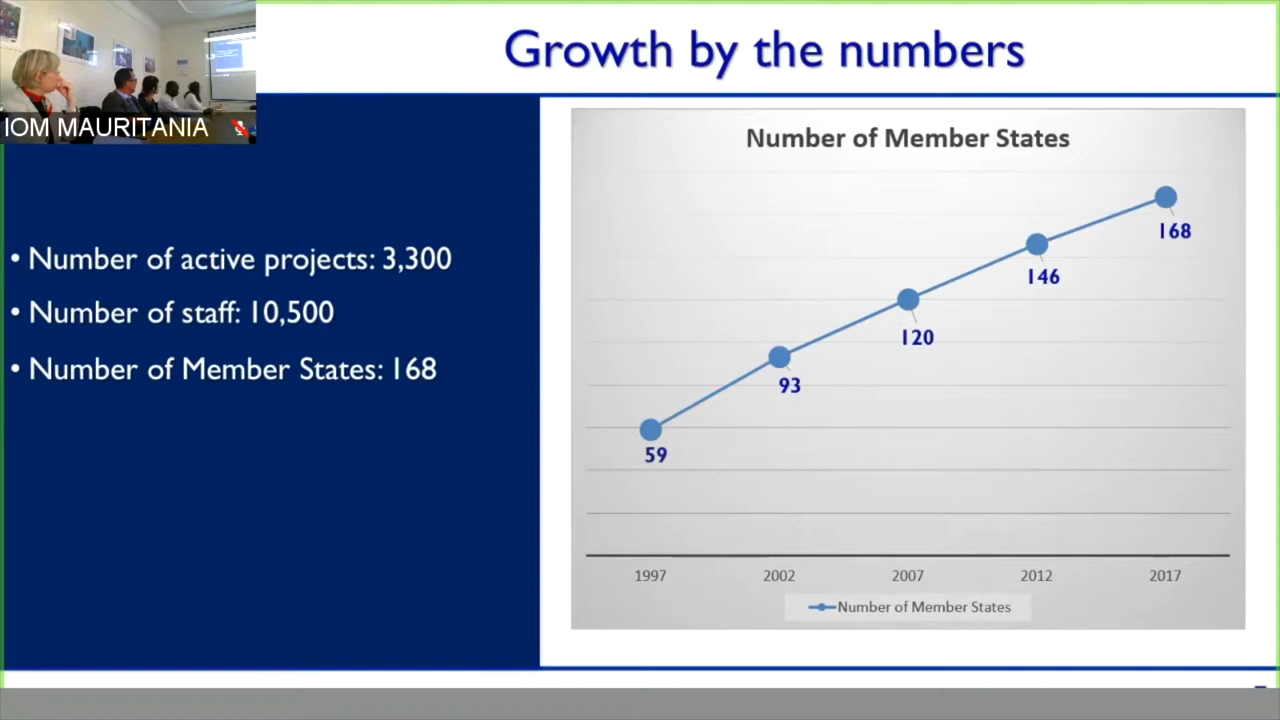 Growth by the numbers
IOM MAURITANIA
• Number of active projects: 3,300
• Number of staff: 10,500
• Number of Member States: 168
Number of Member States
168
146
120
93
59
1997 2002 2007 2012 2017
Number of Member States